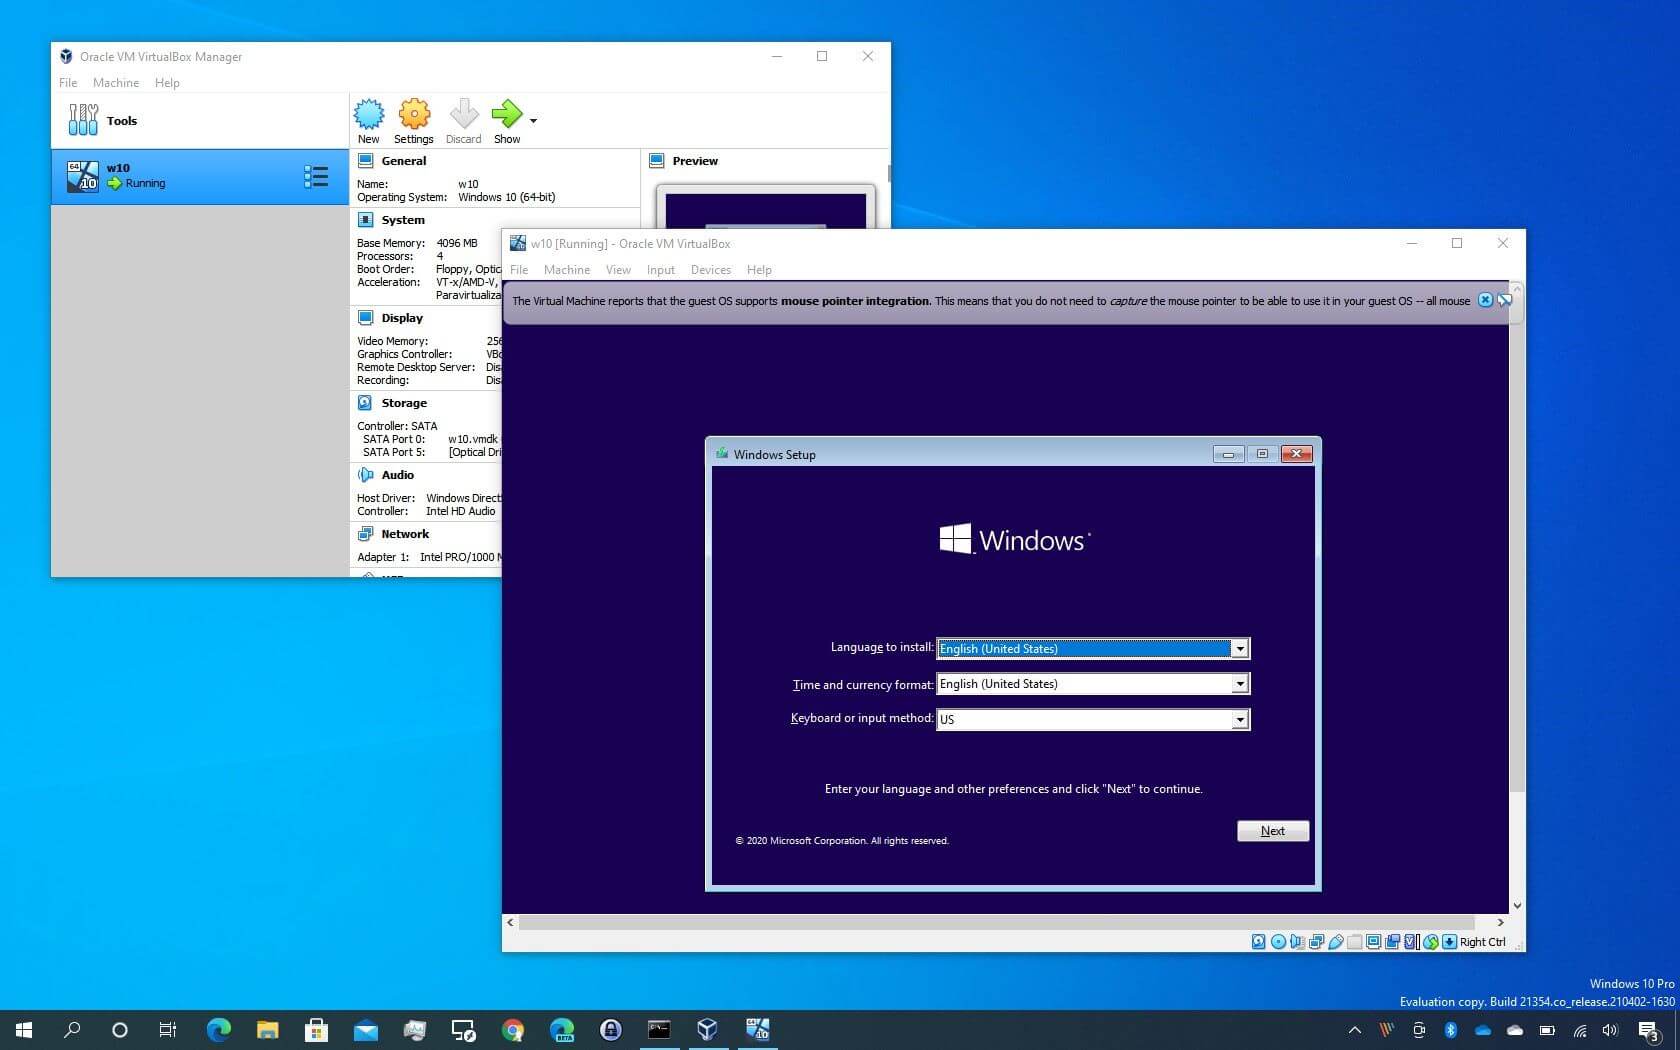 Oracle VM VirtualBox Manager
File Machine Help
Tools
New Settings Discard Show
64
10
w10
Running
General
Name: w10
Operating System: Windows 10 (64-bit)
Preview
System
Base Memory: 4096 MB
Processors: 4
Boot Order: Floppy, Optic
Acceleration: VT-x/AMD-V,
Paravirtualiza
Display
Video Memory: 256
Graphics Controller: VBo
Remote Desktop Server: Disa
Recording: Disa
Storage
Controller: SATA
SATA Port 0: w10.vmdk
SATA Port 5: [Optical Dri
Audio
Host Driver: Windows Direct
Controller: Intel HD Audio
Network
Adapter 1: Intel PRO/1000 M
w10 [Running] - Oracle VM VirtualBox
File Machine View Input Devices Help
The Virtual Machine reports that the guest OS supports mouse pointer integration. This means that you do not need to capture the mouse pointer to be able to use it in your guest OS -- all mouse
Windows Setup
Windows
Language to install: English (United States)
Time and currency format: English (United States)
Keyboard or input method: US
Enter your language and other preferences and click "Next" to continue.
Next
© 2020 Microsoft Corporation. All rights reserved.
Right Ctrl
Windows 10 Pro
Evaluation copy. Build 21354.co_release.210402-1630
BETA
10
3